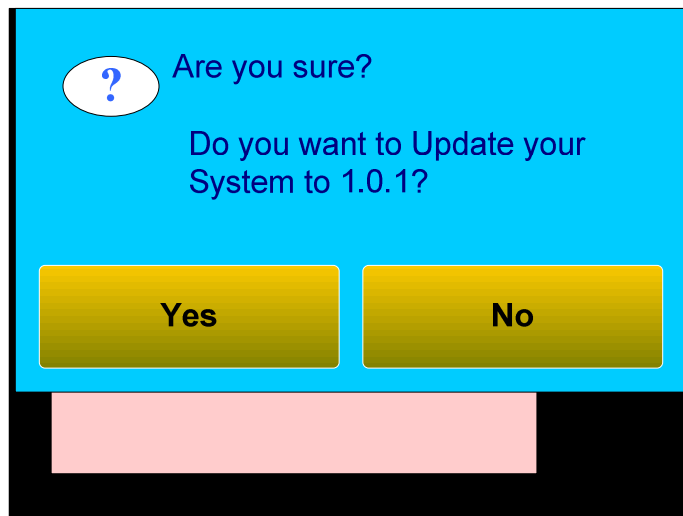 ?
Are you sure?
Do you want to Update your
System to 1.0.1?
Yes
No